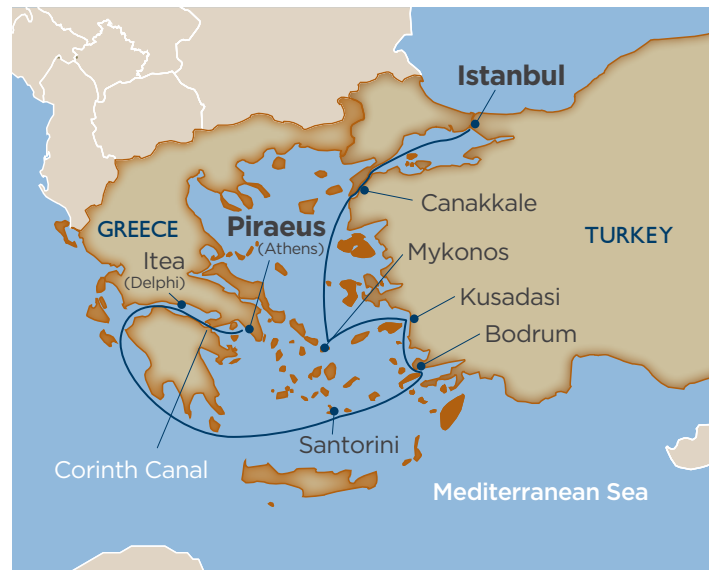 Istanbul
Canakkale
GREECE
Piraeus
(Athens)
TURKEY
Mykonos
Itea
(Delphi)
Kusadasi
Bodrum
Santorini
Corinth Canal
Mediterranean Sea